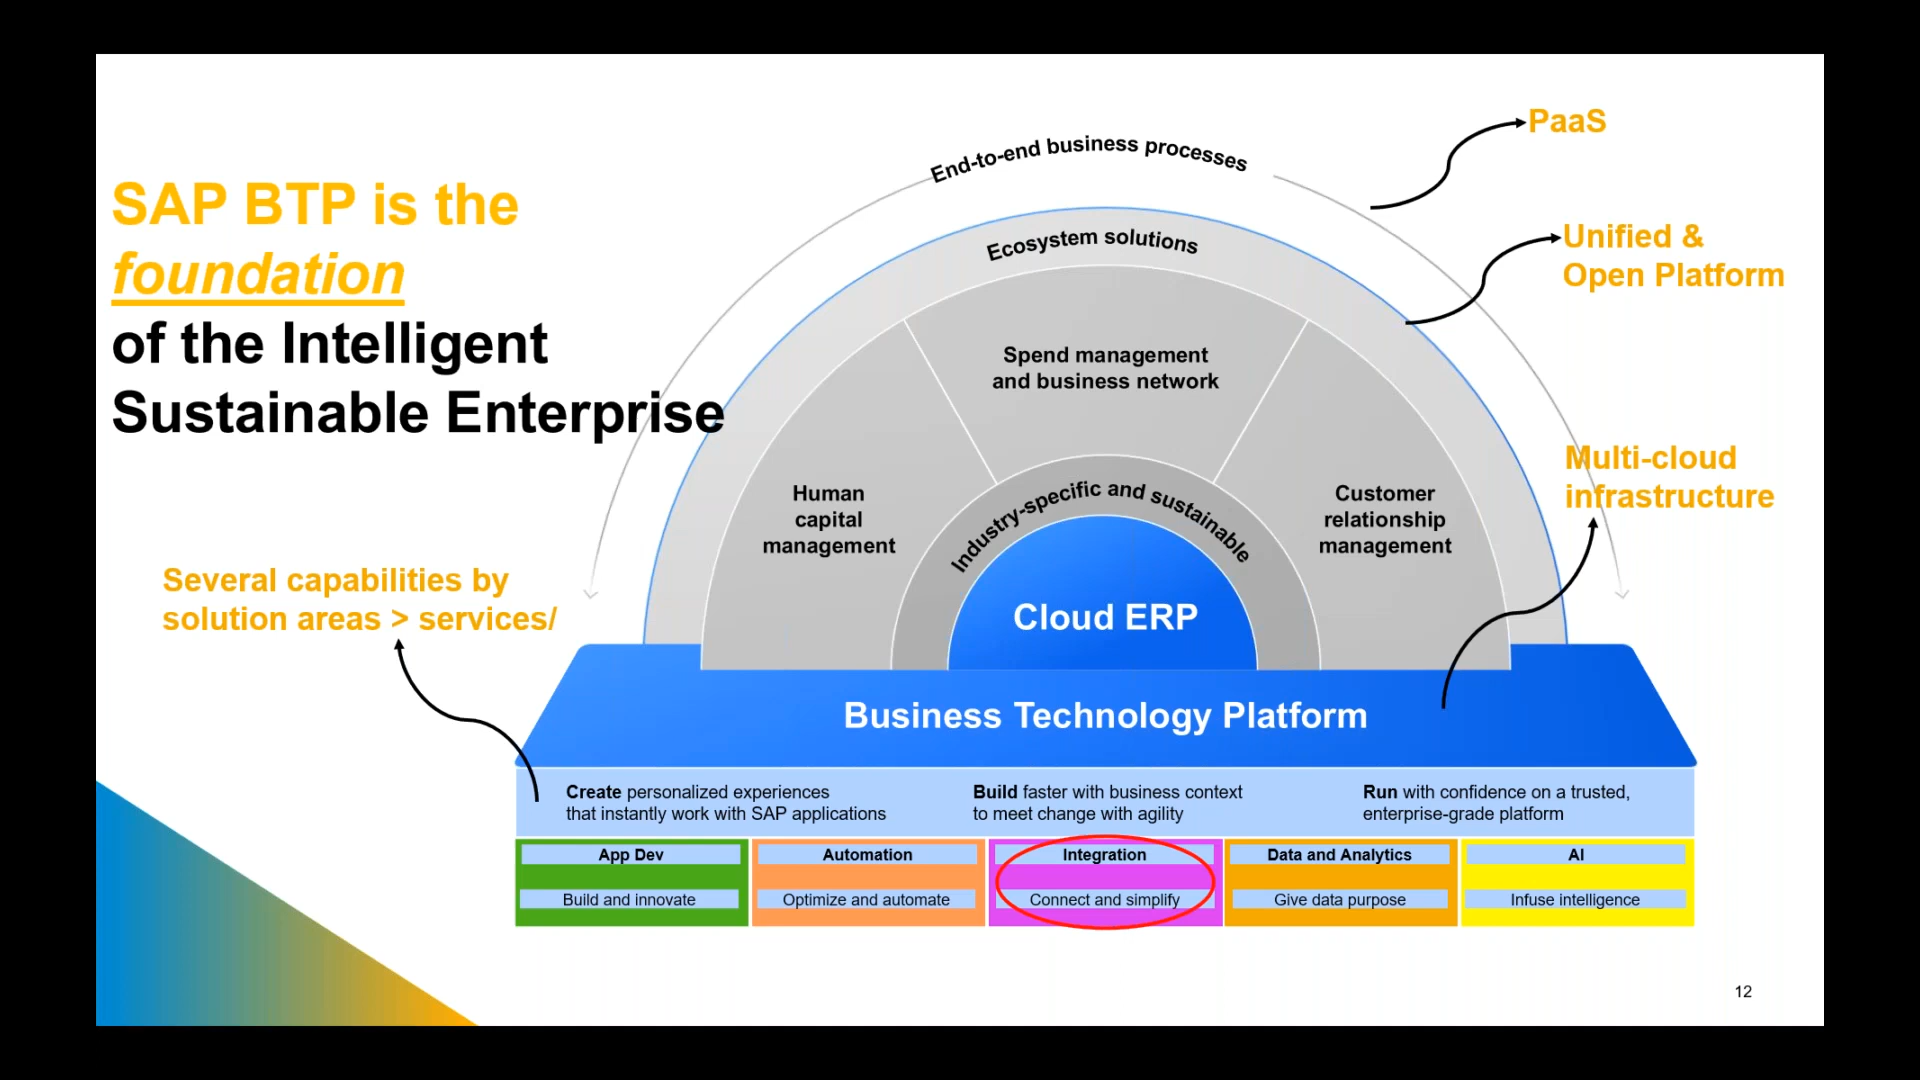 SAP BTP is the
foundation
of the Intelligent
Sustainable Enterprise
PaaS
Unified &
Open Platform
Multi-cloud
infrastructure
Several capabilities by
solution areas > services/
End-to-end business processes
Ecosystem solutions
Spend management
and business network
Human
capital
management
Customer
relationship
management
Industry-specific and sustainable
Cloud ERP
Business Technology Platform
Create personalized experiences
that instantly work with SAP applications
Build faster with business context
to meet change with agility
Run with confidence on a trusted,
enterprise-grade platform
App Dev
Build and innovate
Automation
Optimize and automate
Integration
Connect and simplify
Data and Analytics
Give data purpose
AI
Infuse intelligence
12